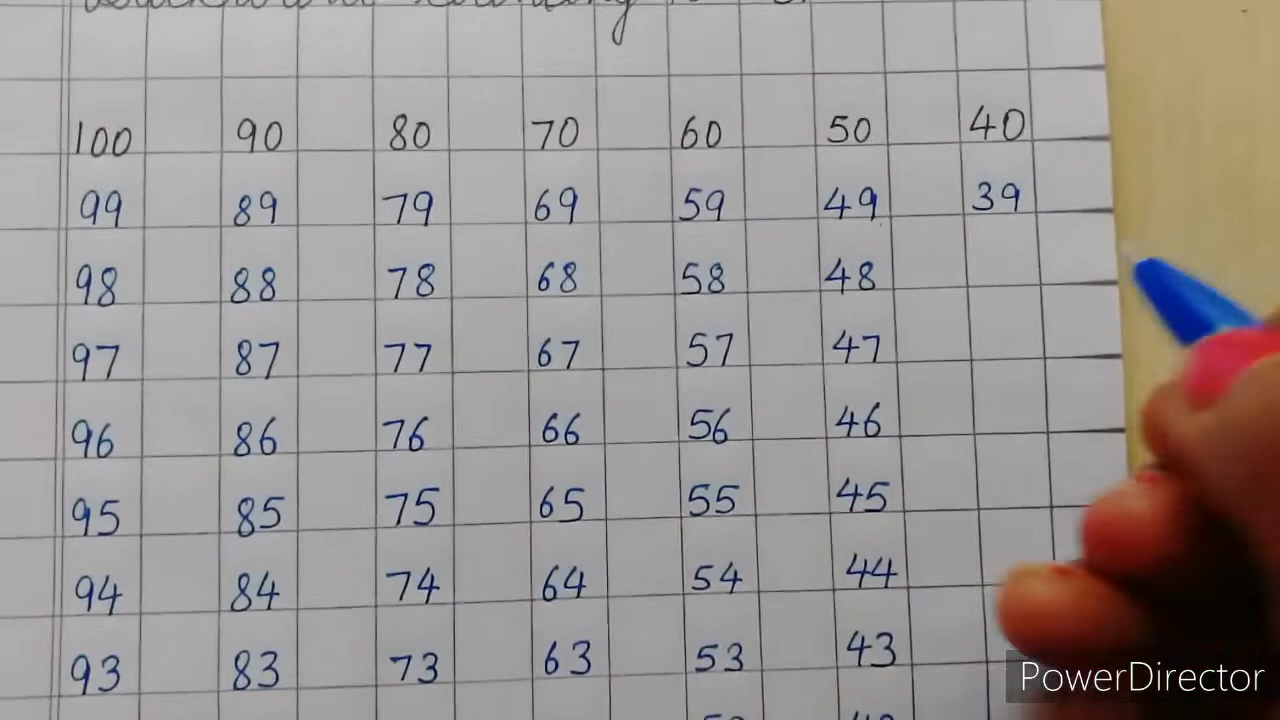 100 90 80 70 60 50 40
99 89 79 69 59 49 39
98 88 78 68 58 48
97 87 77 67 57 47
96 86 76 66 56 46
95 85 75 65 55 45
94 84 74 64 54 44
93 83 73 63 53 43
PowerDirector